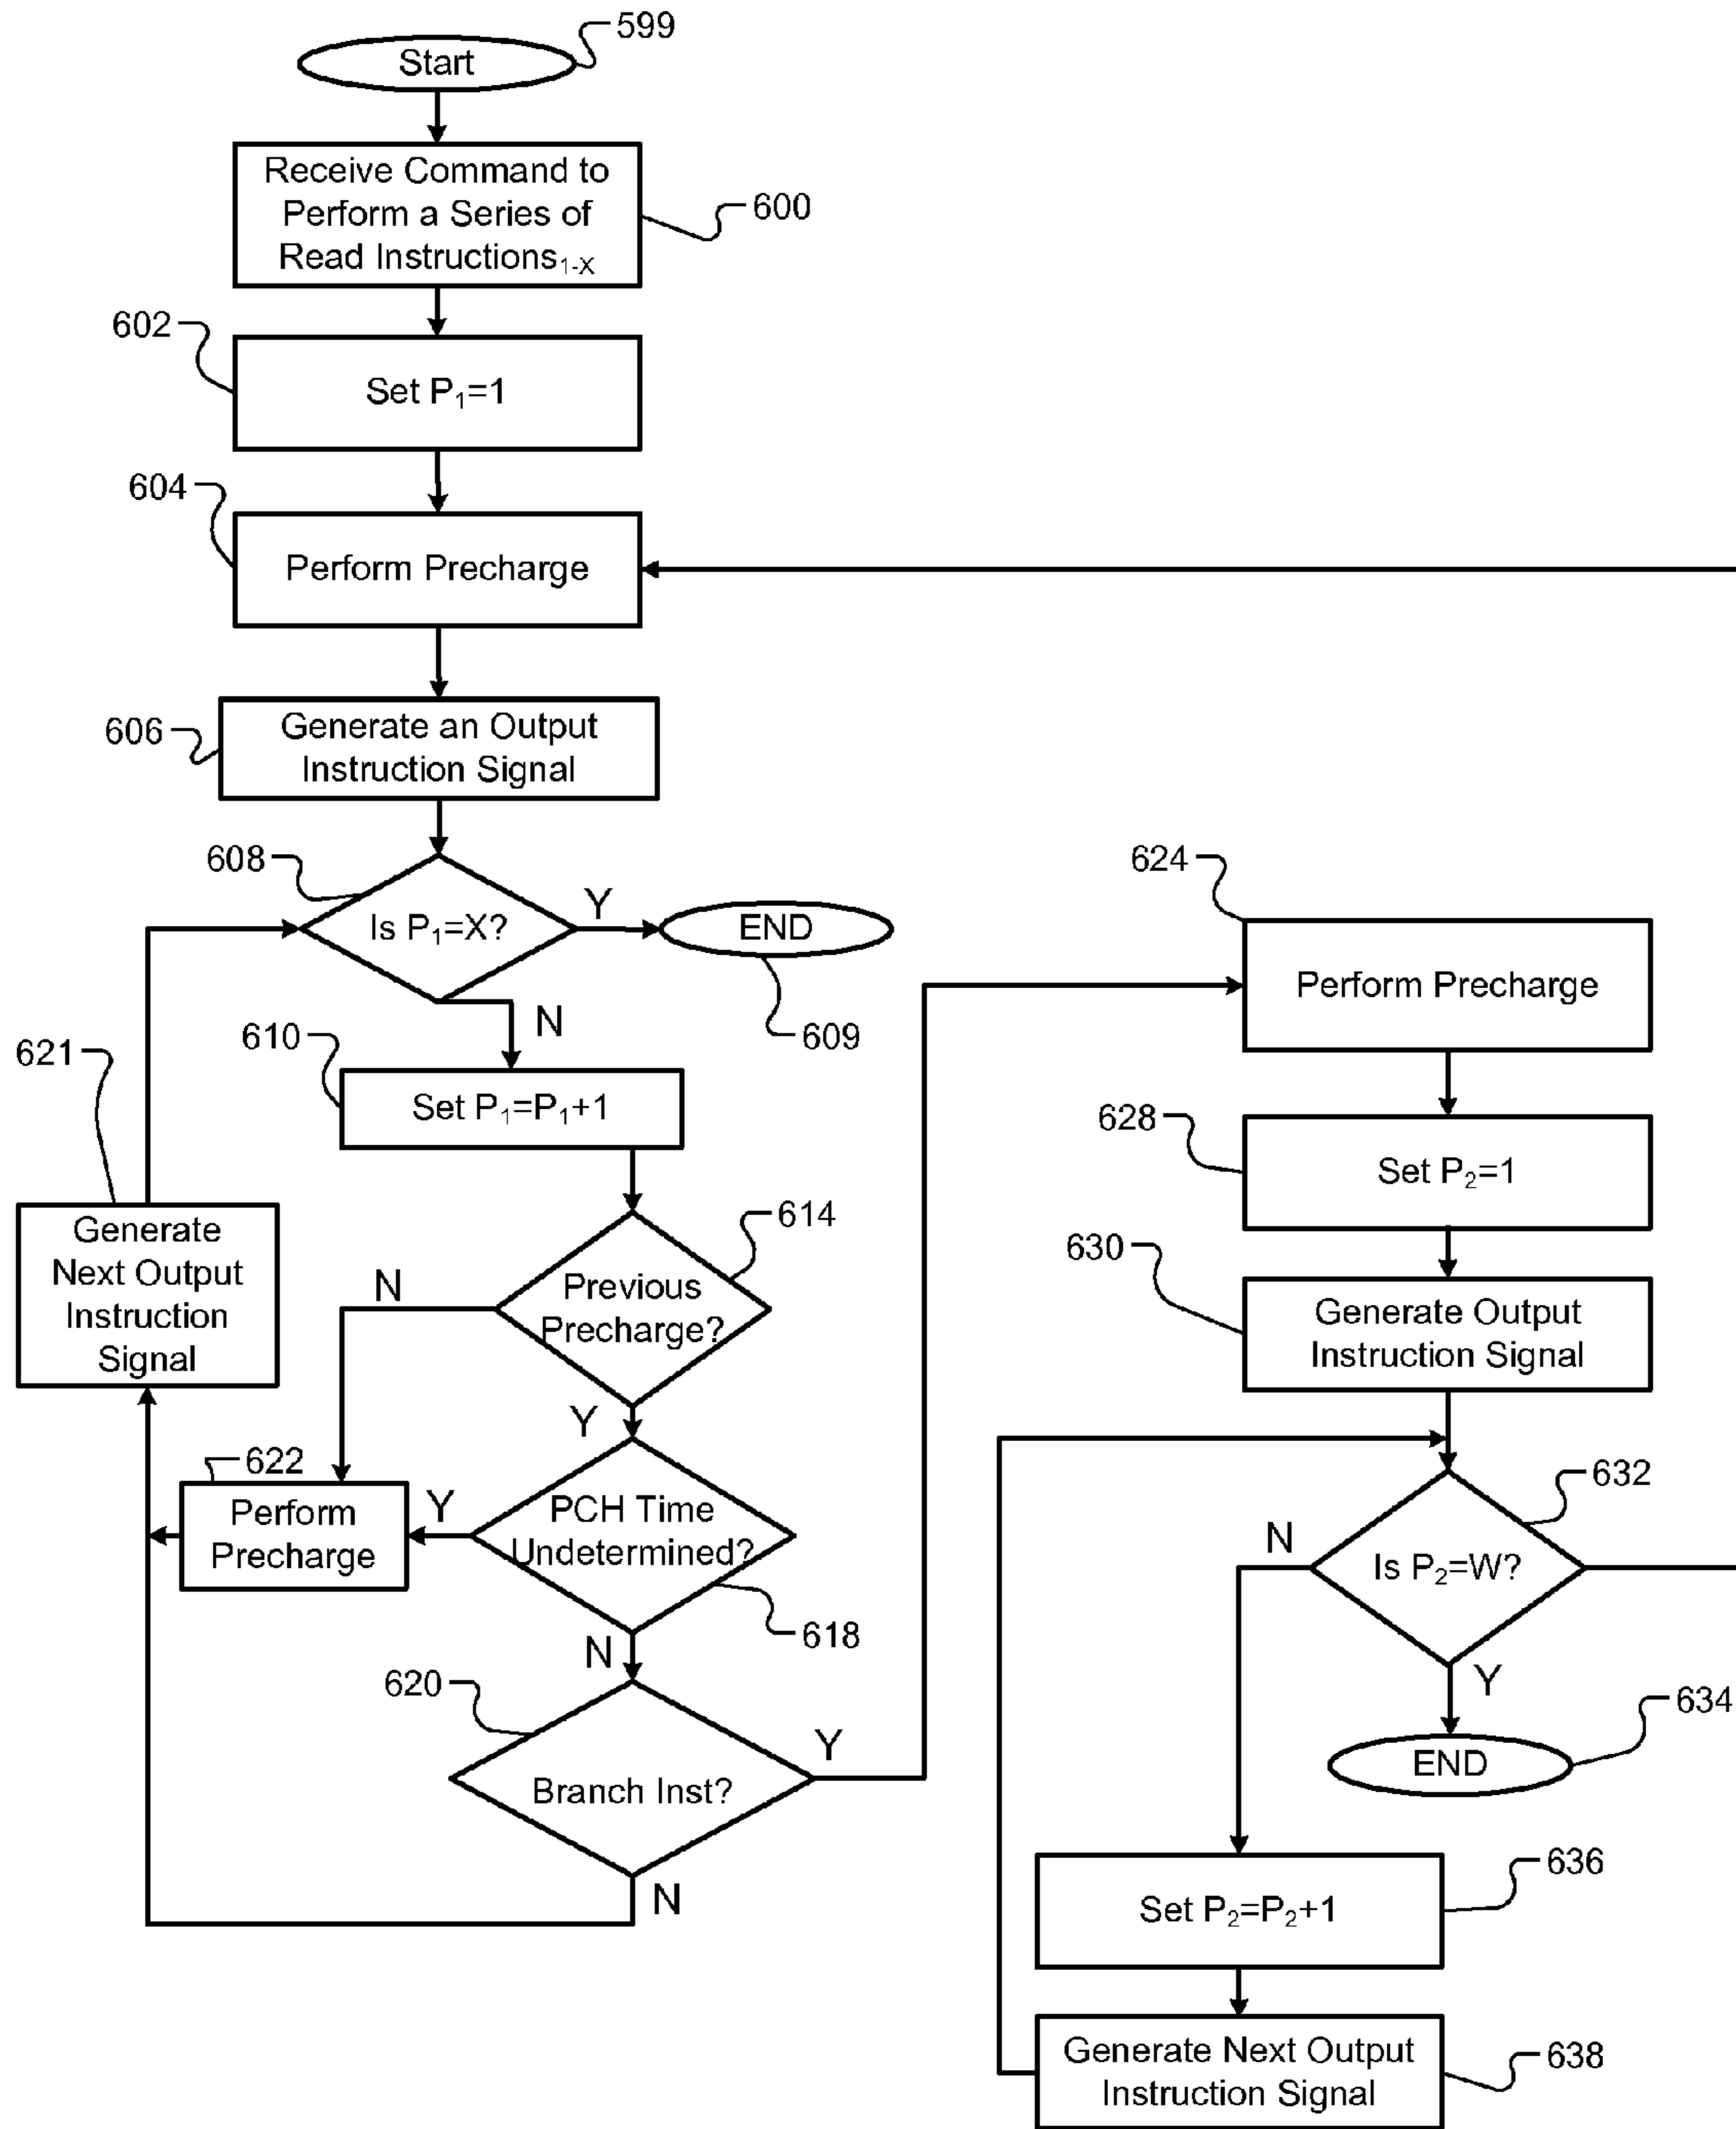 Start
599
Receive Command to
Perform a Series of
Read Instructions1-X
600
602
Set P1=1
604
Perform Precharge
606
Generate an Output
Instruction Signal
608
Is P1=X?
Y
END
609
N
610
Set P1=P1+1
621
Generate
Next Output
Instruction
Signal
614
Previous
Precharge?
N
Y
622
Perform
Precharge
Y
PCH Time
Undetermined?
618
N
620
Branch Inst?
Y
N
624
Perform Precharge
628
Set P2=1
630
Generate Output
Instruction Signal
632
Is P2=W?
N
Y
634
END
636
Set P2=P2+1
Generate Next Output
Instruction Signal
638